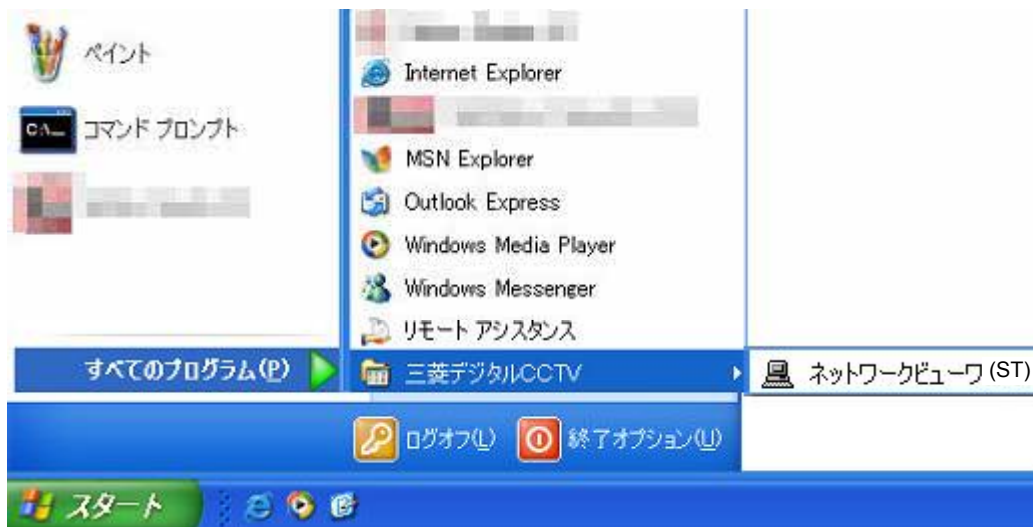 ペイント
C:\_
コマンド プロンプト
すべてのプログラム(P)
Internet Explorer
MSN Explorer
Outlook Express
Windows Media Player
Windows Messenger
リモート アシスタンス
三菱デジタルCCTV
ネットワークビューワ(ST)
ログオフ(L)
終了オプション(U)
スタート